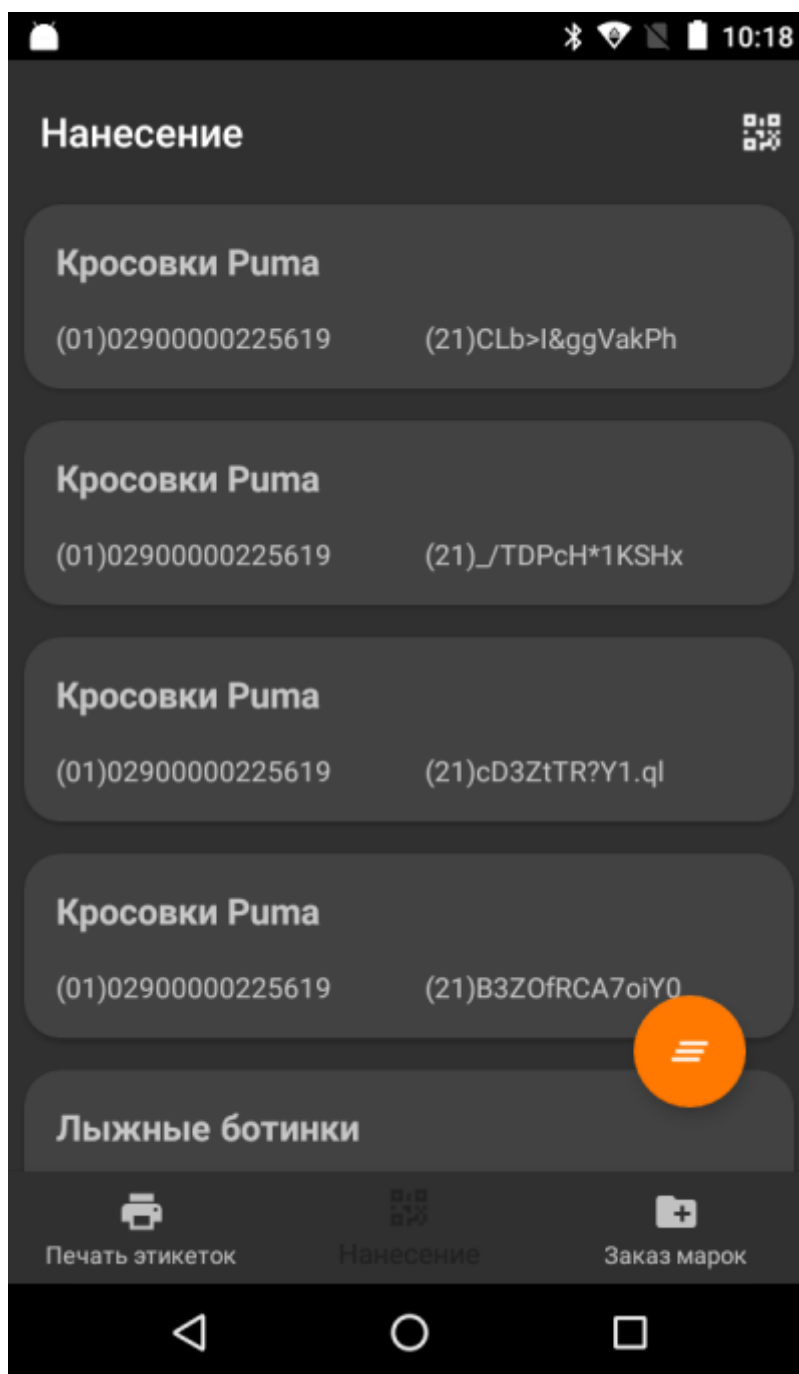 10:18
Нанесение
Кросовки Puma
(01)02900000225619 (21)CLb>I&ggVakPh
Кросовки Puma
(01)02900000225619 (21)_/TDPcH*1KSHx
Кросовки Puma
(01)02900000225619 (21)cD3ZtTR?Y1.ql
Кросовки Puma
(01)02900000225619 (21)B3ZOfRCA7oiY0
Лыжные ботинки
Печать этикеток Нанесение Заказ марок